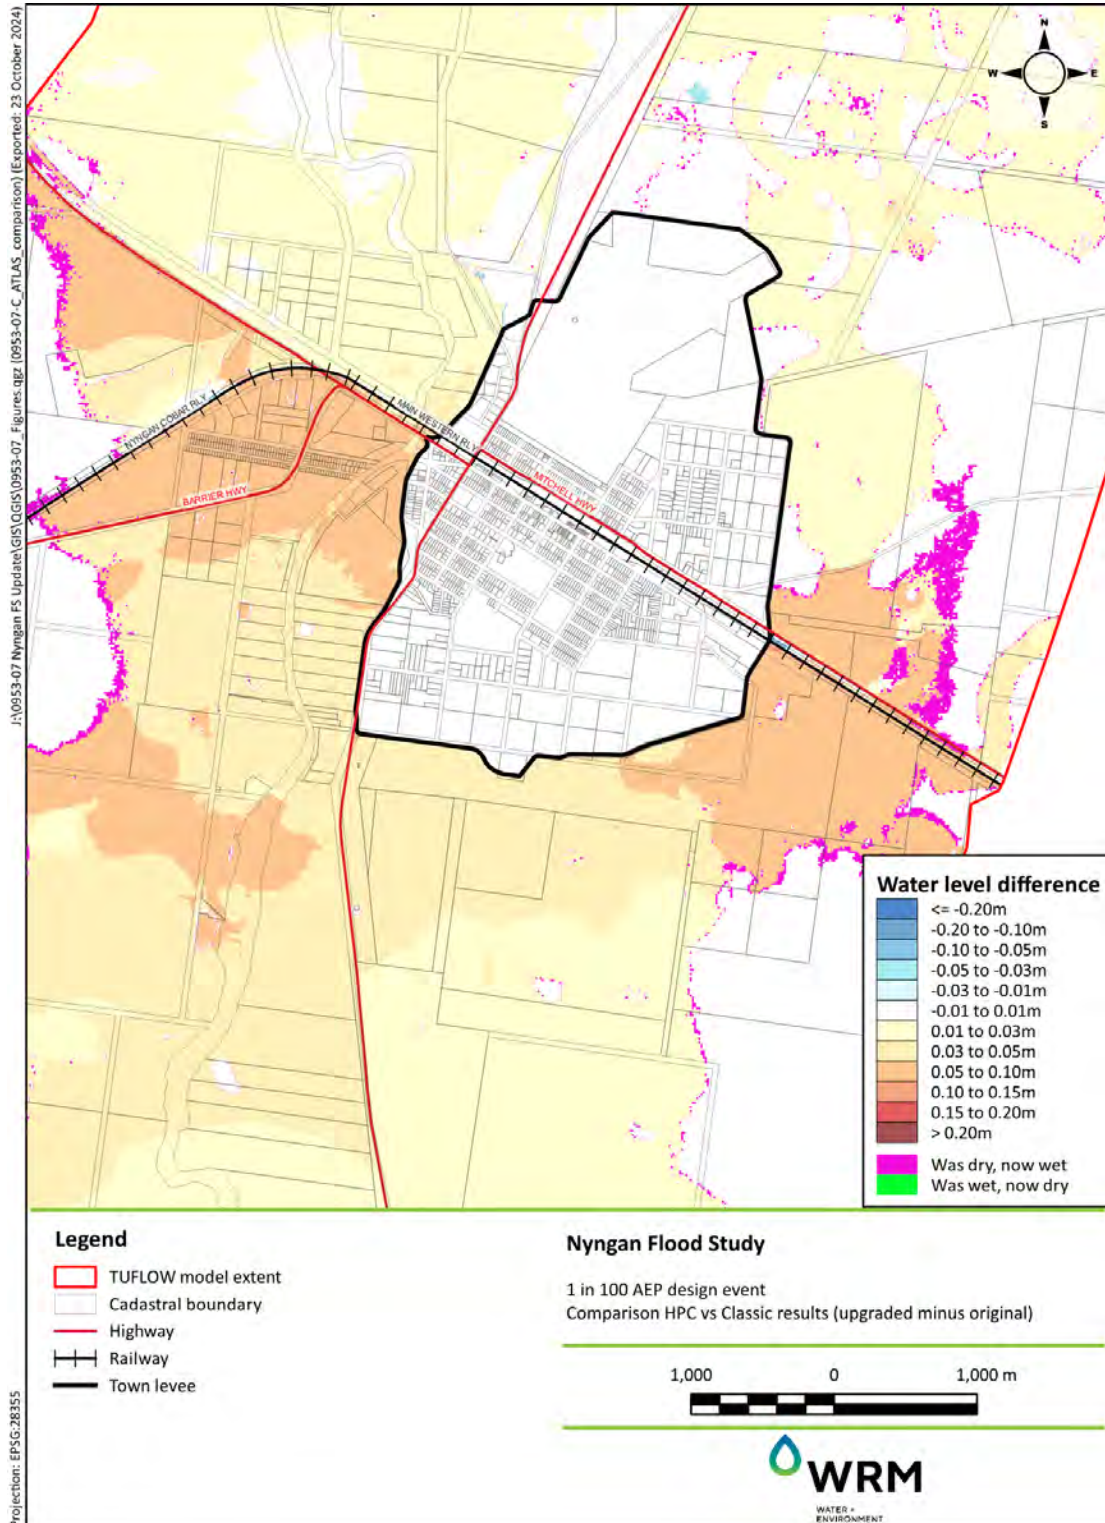 J:\0953-07 Nyngan FS Update\GIS\QGIS\0953-07_Figures.qgz (0953-07-C_ATLAS_comparison) (Exported: 23 October 2024)
Projection: EPSG:28355
N
W
E
S
NYNGAN COBAR RLY
MAIN WESTERN RLY
BARRIER HWY
MITCHELL HWY
Water level difference
<= -0.20m
-0.20 to -0.10m
-0.10 to -0.05m
-0.05 to -0.03m
-0.03 to -0.01m
-0.01 to 0.01m
0.01 to 0.03m
0.03 to 0.05m
0.05 to 0.10m
0.10 to 0.15m
0.15 to 0.20m
> 0.20m
Was dry, now wet
Was wet, now dry
Legend
TUFLOW model extent
Cadastral boundary
Highway
Railway
Town levee
Nyngan Flood Study
1 in 100 AEP design event
Comparison HPC vs Classic results (upgraded minus original)
1,000 0 1,000 m
WRM
WATER +
ENVIRONMENT